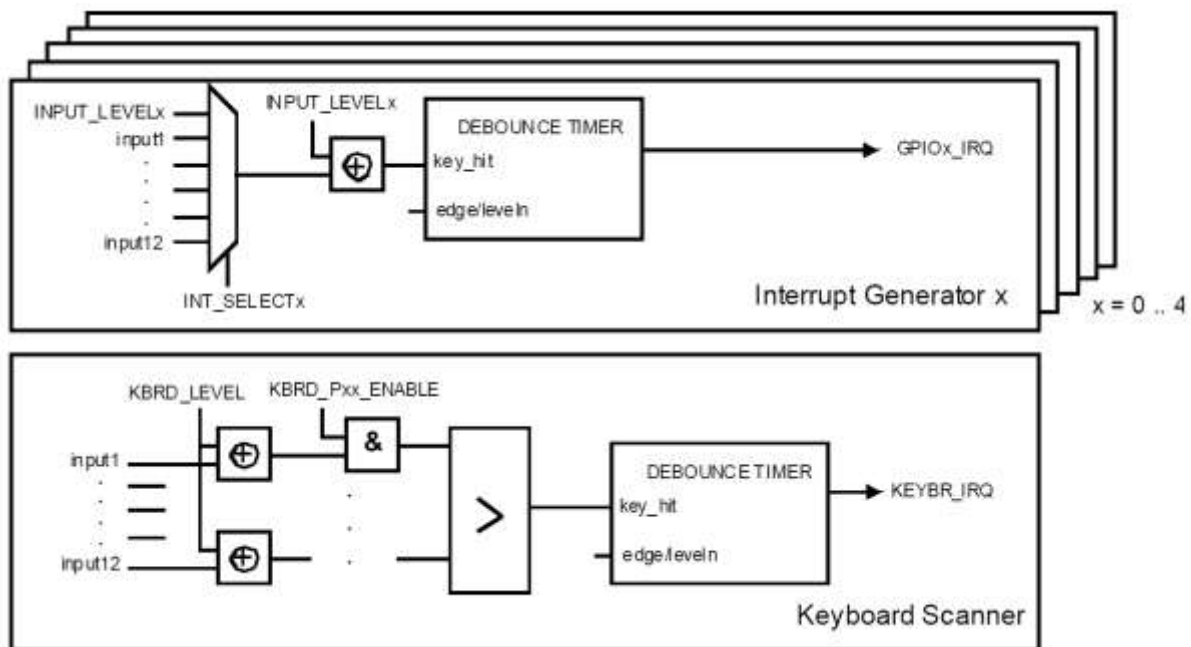 INPUT_LEVELx
input1
.
.
.
.
input12
INT_SELECTx
INPUT_LEVELx
DEBOUNCE TIMER
key_hit
edge/leveln
GPIOx_IRQ
Interrupt Generator x
x = 0 .. 4
KBRD_LEVEL
KBRD_Pxx_ENABLE
input1
.
.
.
.
input12
&
.
.
.
>
DEBOUNCE TIMER
key_hit
edge/leveln
KEYBR_IRQ
Keyboard Scanner